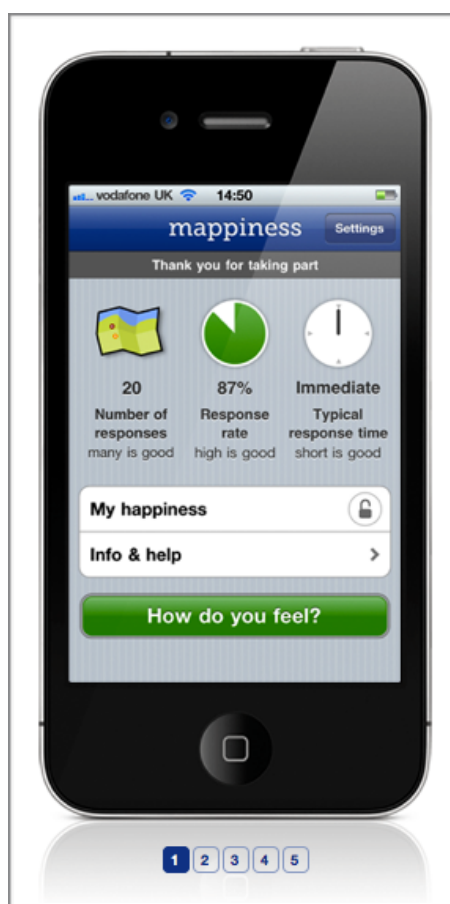 vodafone UK 14:50
mappiness Settings
Thank you for taking part
20 87% Immediate
Number of Response Typical
responses rate response time
many is good high is good short is good
My happiness
Info & help
How do you feel?
1 2 3 4 5